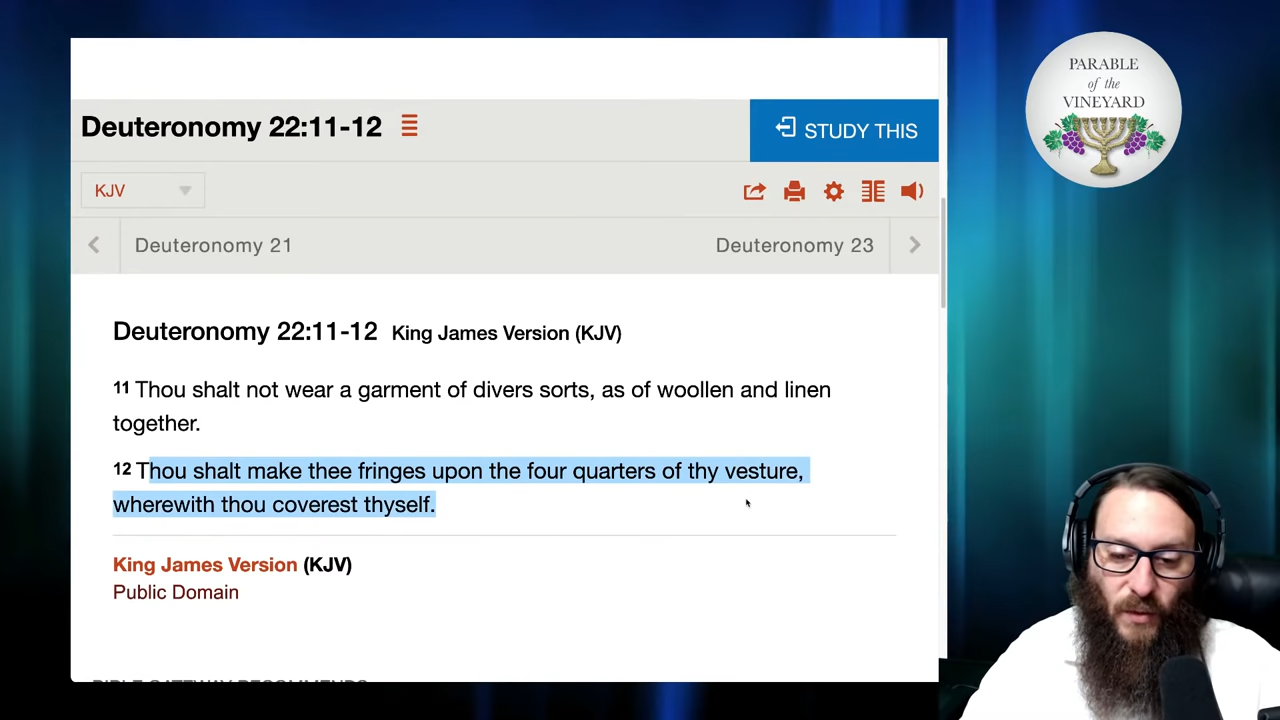 PARABLE
of the
VINEYARD
Deuteronomy 22:11-12
STUDY THIS
KJV
Deuteronomy 21
Deuteronomy 23
Deuteronomy 22:11-12 King James Version (KJV)
11 Thou shalt not wear a garment of divers sorts, as of woollen and linen
together.
12 Thou shalt make thee fringes upon the four quarters of thy vesture,
wherewith thou coverest thyself.
King James Version (KJV)
Public Domain
BIBLE GATEWAY RECOMMENDS